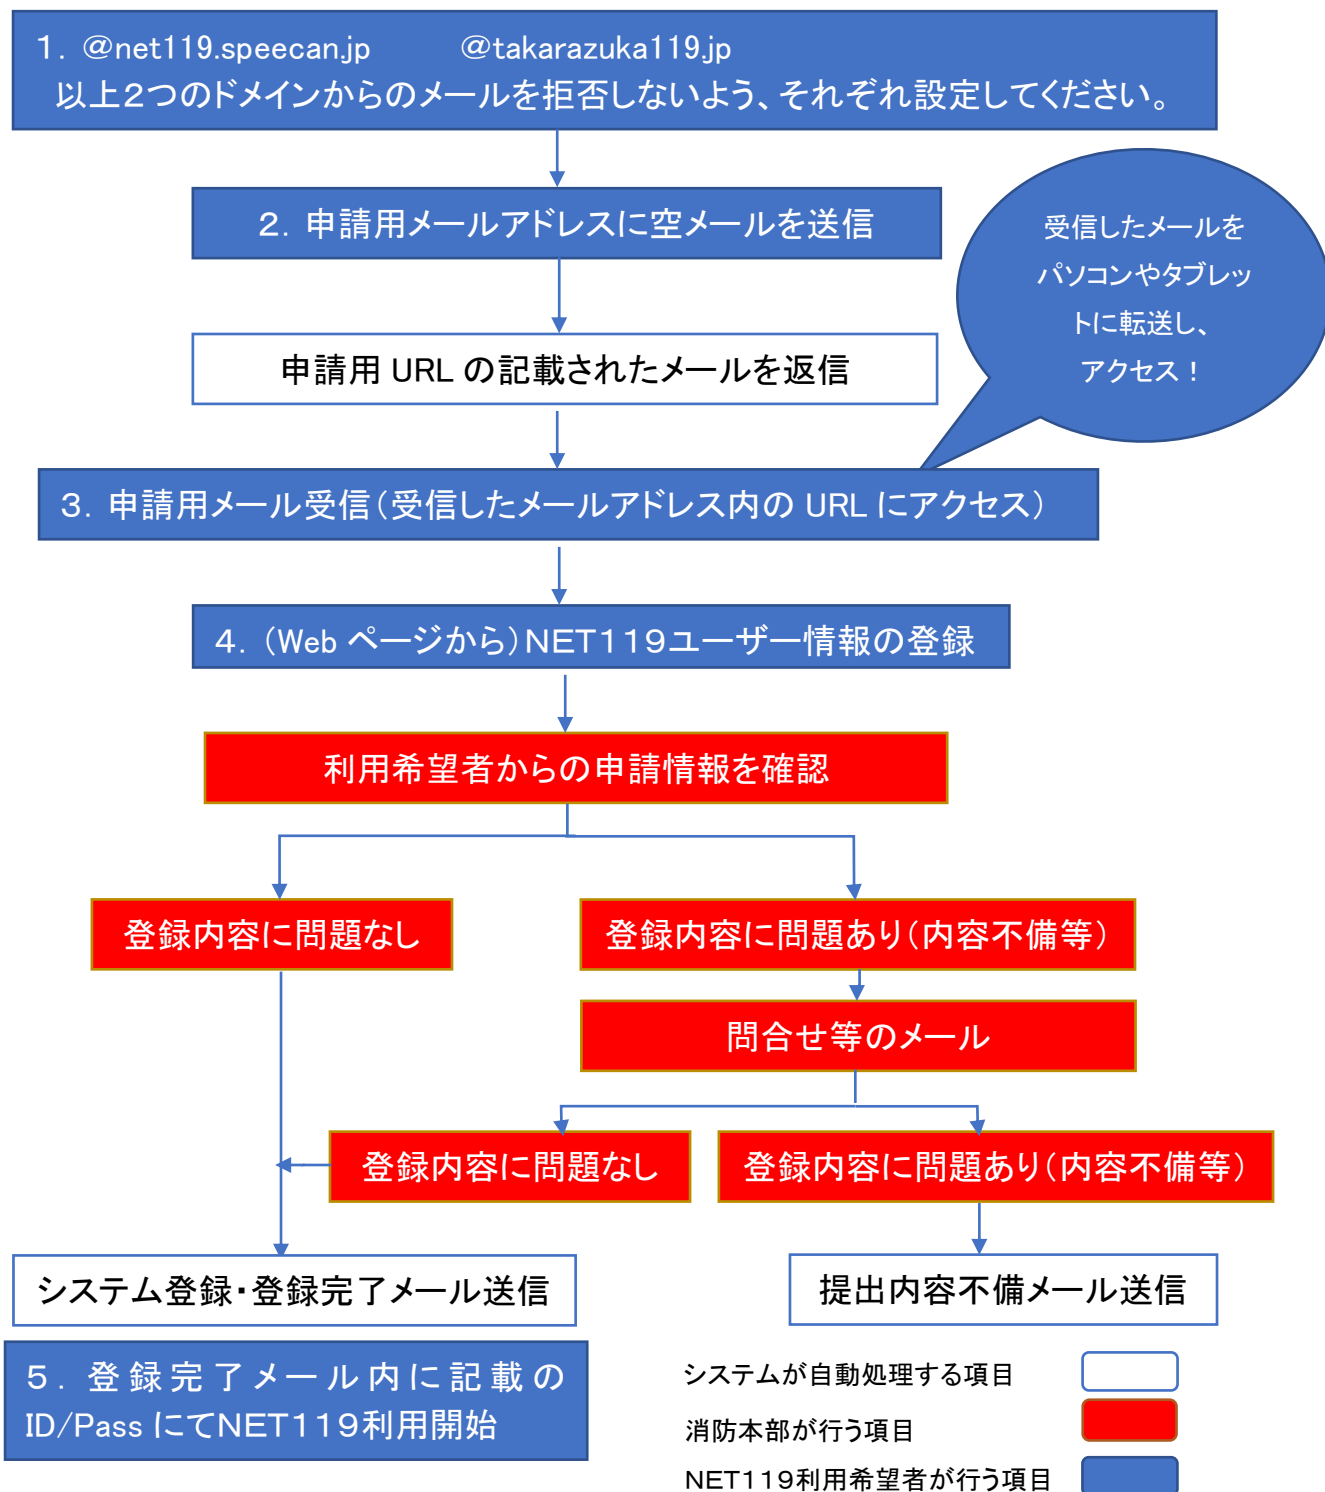 １．＠net119.speecan.jp　　＠takarazuka119.jp
以上２つのドメインからのメールを拒否しないよう、それぞれ設定してください。
２．申請用メールアドレスに空メールを送信
受信したメールを
パソコンやタブレッ
トに転送し、
アクセス！
申請用 URL の記載されたメールを返信
３．申請用メール受信（受信したメールアドレス内の URL にアクセス）
４．（Web ページから）NET119ユーザー情報の登録
利用希望者からの申請情報を確認
登録内容に問題なし
登録内容に問題あり（内容不備等）
問合せ等のメール
登録内容に問題なし
登録内容に問題あり（内容不備等）
システム登録・登録完了メール送信
提出内容不備メール送信
５．登録完了メール内に記載の
ID/Pass にてNET119利用開始
システムが自動処理する項目
消防本部が行う項目
NET119利用希望者が行う項目